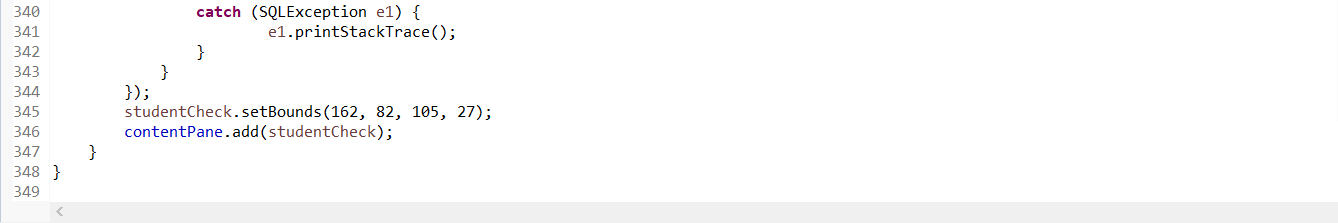 340 catch (SQLException e1) {
341 e1.printStackTrace();
342 }
343 }
344 });
345 studentCheck.setBounds(162, 82, 105, 27);
346 contentPane.add(studentCheck);
347 }
348 }
349